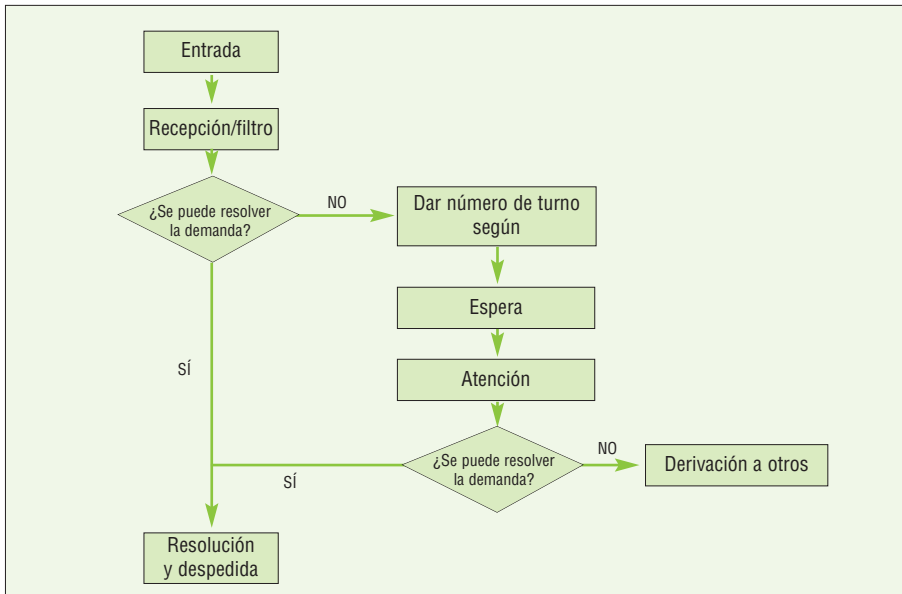 Entrada
Recepción/filtro
¿Se puede resolver
la demanda?
NO
Dar número de turno
según
Espera
SÍ
Atención
¿Se puede resolver
la demanda?
NO
Derivación a otros
SÍ
Resolución
y despedida